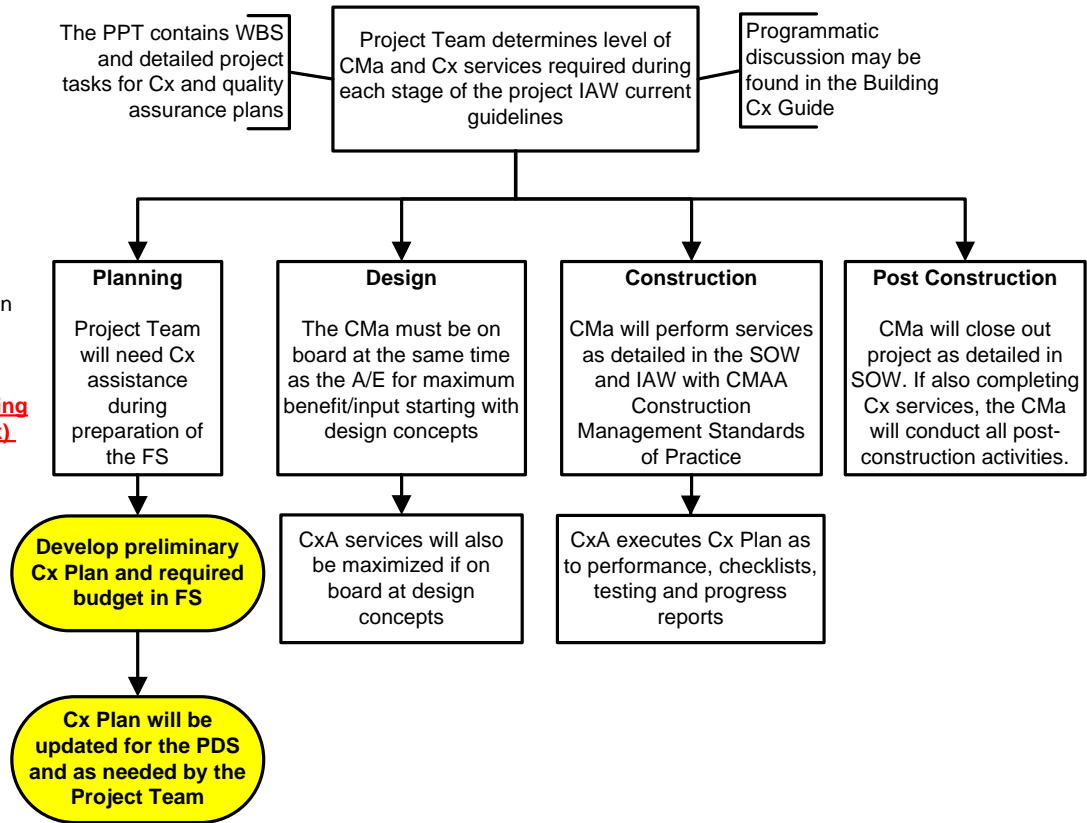 The PPT contains WBS
and detailed project
tasks for Cx and quality
assurance plans
Project Team determines level of
CMa and Cx services required during
each stage of the project IAW current
guidelines
Programmatic
discussion may be
found in the Building
Cx Guide
Planning
Project Team
will need Cx
assistance
during
preparation of
the FS
Design
The CMa must be on
board at the same time
as the A/E for maximum
benefit/input starting with
design concepts
Construction
CMa will perform services
as detailed in the SOW
and IAW with CMAA
Construction
Management Standards
of Practice
Post Construction
CMa will close out
project as detailed in
SOW. If also completing
Cx services, the CMa
will conduct all post-
construction activities.
Develop preliminary
Cx Plan and required
budget in FS
CxA services will also
be maximized if on
board at design
concepts
CxA executes Cx Plan as
to performance, checklists,
testing and progress
reports
Cx Plan will be
updated for the PDS
and as needed by the
Project Team